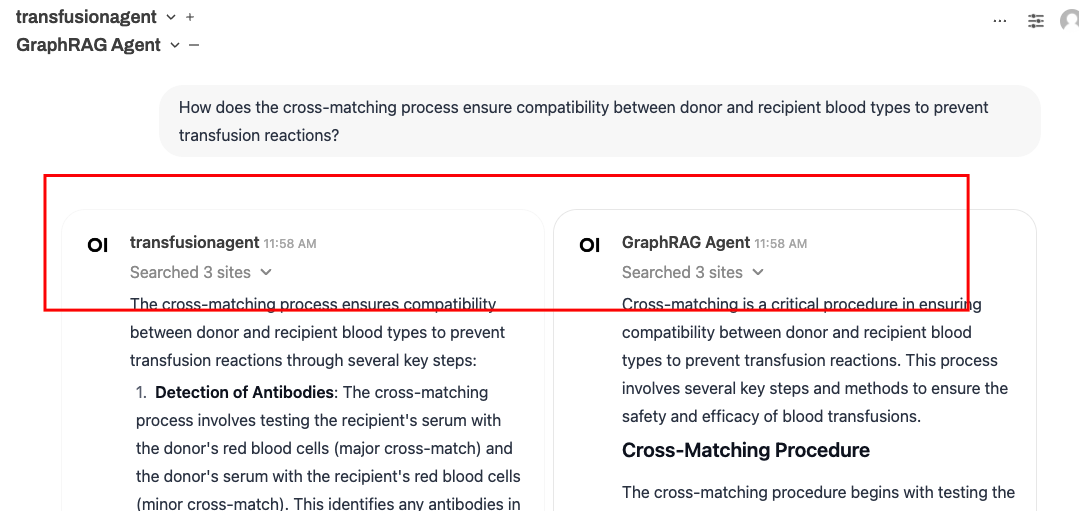 transfusionagent
GraphRAG Agent
How does the cross-matching process ensure compatibility between donor and recipient blood types to prevent
transfusion reactions?
OI transfusionagent 11:58 AM
Searched 3 sites
The cross-matching process ensures compatibility
between donor and recipient blood types to prevent
transfusion reactions through several key steps:
1. Detection of Antibodies: The cross-matching
process involves testing the recipient's serum with
the donor's red blood cells (major cross-match) and
the donor's serum with the recipient's red blood cells
(minor cross-match). This identifies any antibodies in
OI GraphRAG Agent 11:58 AM
Searched 3 sites
Cross-matching is a critical procedure in ensuring
compatibility between donor and recipient blood
types to prevent transfusion reactions. This process
involves several key steps and methods to ensure the
safety and efficacy of blood transfusions.
Cross-Matching Procedure
The cross-matching procedure begins with testing the